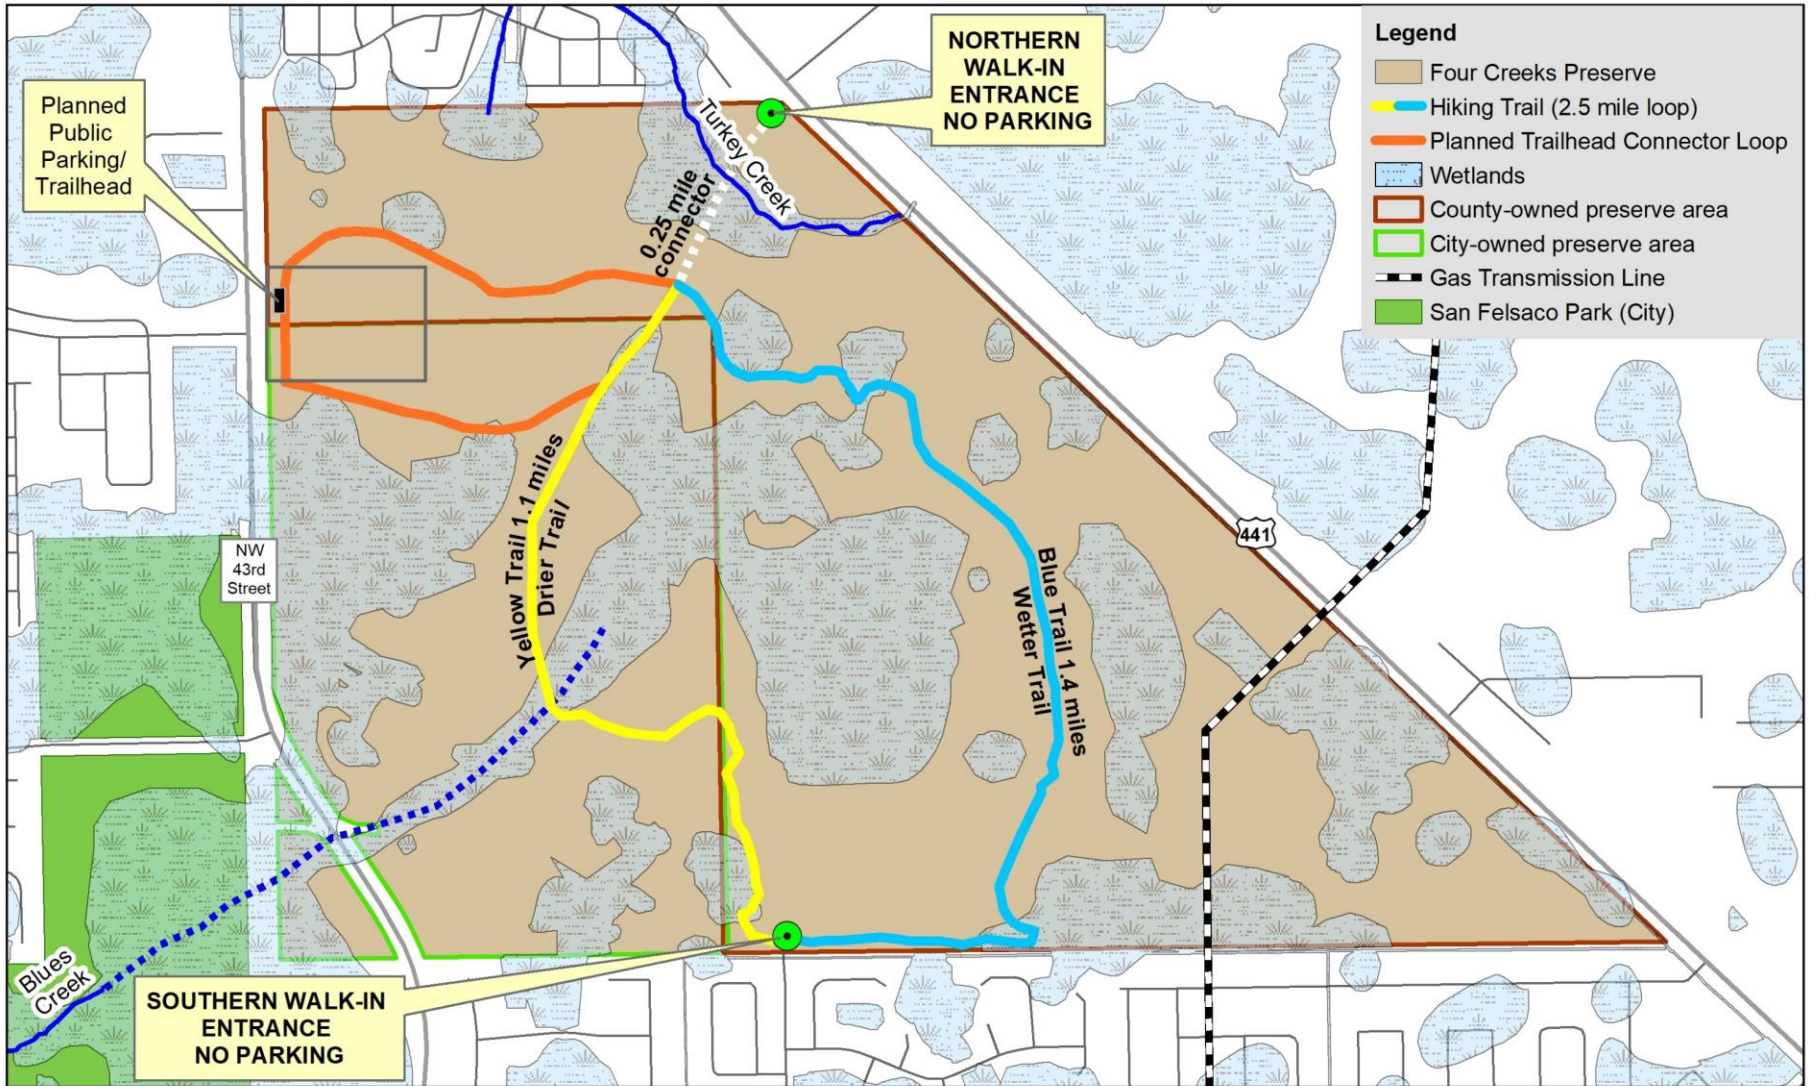 Planned
Public
Parking/
Trailhead
NORTHERN
WALK-IN
ENTRANCE
NO PARKING
Legend
Four Creeks Preserve
Hiking Trail (2.5 mile loop)
Planned Trailhead Connector Loop
Wetlands
County-owned preserve area
City-owned preserve area
Gas Transmission Line
San Felsaco Park (City)
Turkey Creek
0.25 mile
connector
Yellow Trail 1.1 miles
Drier Trail
NW
43rd
Street
441
Blue Trail 1.4 miles
Wetter Trail
Blues
Creek
SOUTHERN WALK-IN
ENTRANCE
NO PARKING